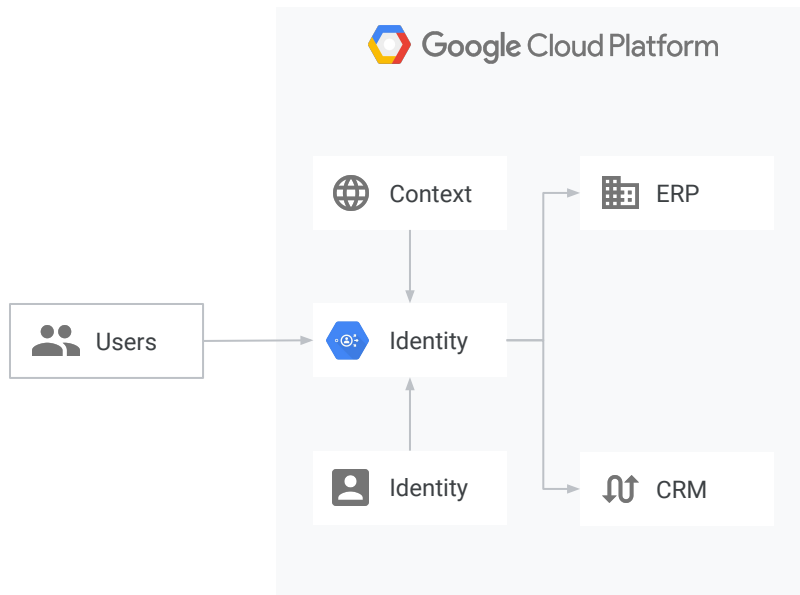 Google Cloud Platform
Context
ERP
Users
Identity
Identity
CRM